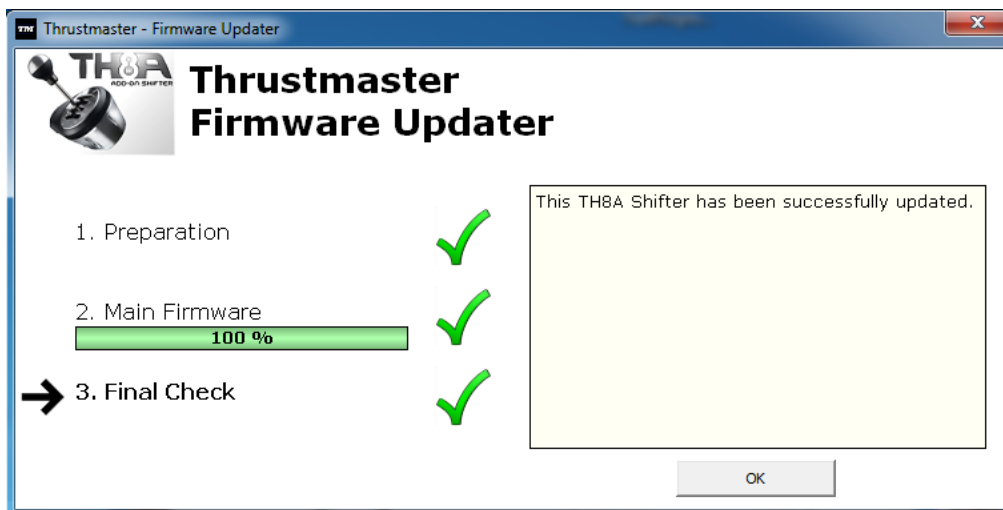 TM Thrustmaster - Firmware Updater
X
TH8A
ADD-ON SHIFTER
Thrustmaster
Firmware Updater
This TH8A Shifter has been successfully updated.
1. Preparation
2. Main Firmware
100 %
3. Final Check
OK